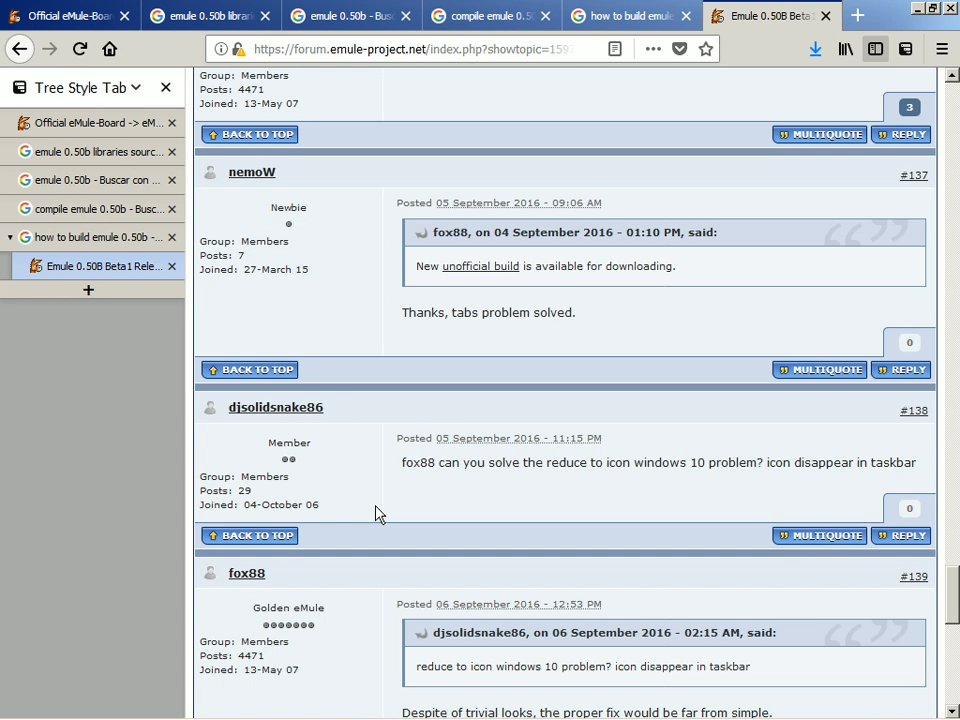 Official eMule-Board
emule 0.50b librari
emule 0.50b - Bus
compile emule 0.50
how to build emule
Emule 0.50B Beta1
https://forum.emule-project.net/index.php?showtopic=159
Tree Style Tab
Official eMule-Board -> eM...
emule 0.50b libraries sourc...
emule 0.50b - Buscar con ...
compile emule 0.50b - Busc...
how to build emule 0.50b -...
Emule 0.50B Beta1 Rele...
Group: Members
Posts: 4471
Joined: 13-May 07
3
BACK TO TOP
MULTIQUOTE REPLY
nemoW #137
Newbie
Group: Members
Posts: 7
Joined: 27-March 15
Posted 05 September 2016 - 09:06 AM
fox88, on 04 September 2016 - 01:10 PM, said:
New unofficial build is available for downloading.
Thanks, tabs problem solved.
0
BACK TO TOP
MULTIQUOTE REPLY
djsolidsnake86 #138
Member
Group: Members
Posts: 29
Joined: 04-October 06
Posted 05 September 2016 - 11:15 PM
fox88 can you solve the reduce to icon windows 10 problem? icon disappear in taskbar
0
BACK TO TOP
MULTIQUOTE REPLY
fox88 #139
Golden eMule
Group: Members
Posts: 4471
Joined: 13-May 07
Posted 06 September 2016 - 12:53 PM
djsolidsnake86, on 06 September 2016 - 02:15 AM, said:
reduce to icon windows 10 problem? icon disappear in taskbar
Despite of trivial looks, the proper fix would be far from simple.